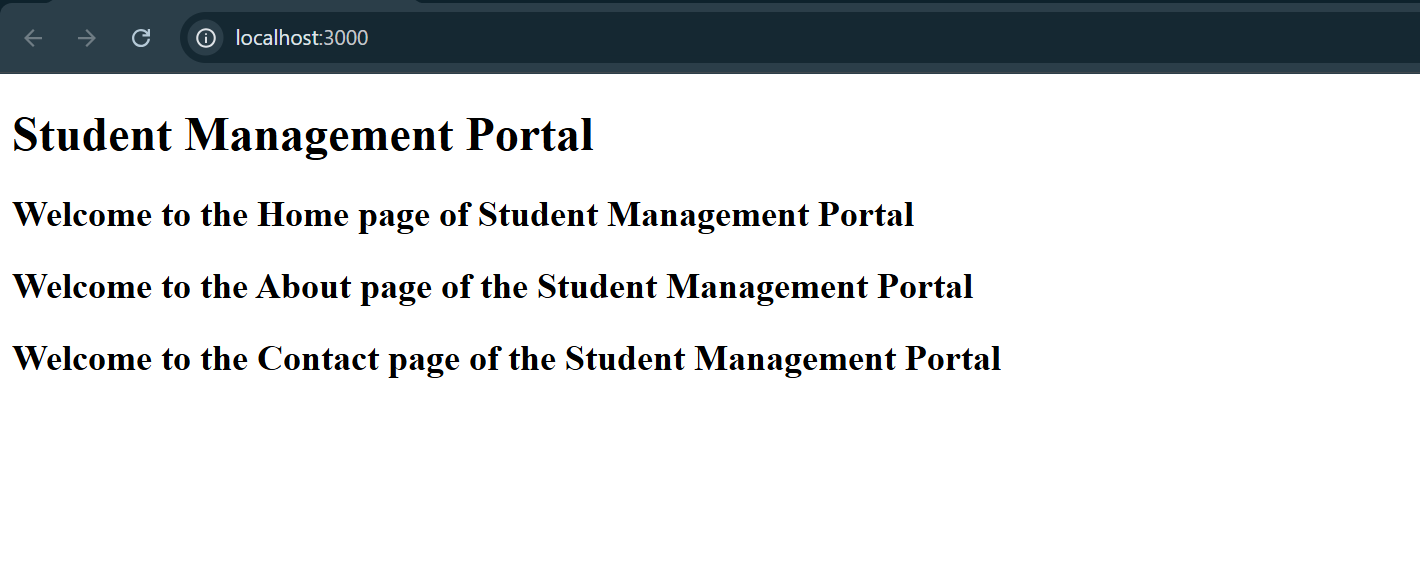 localhost:3000
Student Management Portal
Welcome to the Home page of Student Management Portal
Welcome to the About page of the Student Management Portal
Welcome to the Contact page of the Student Management Portal